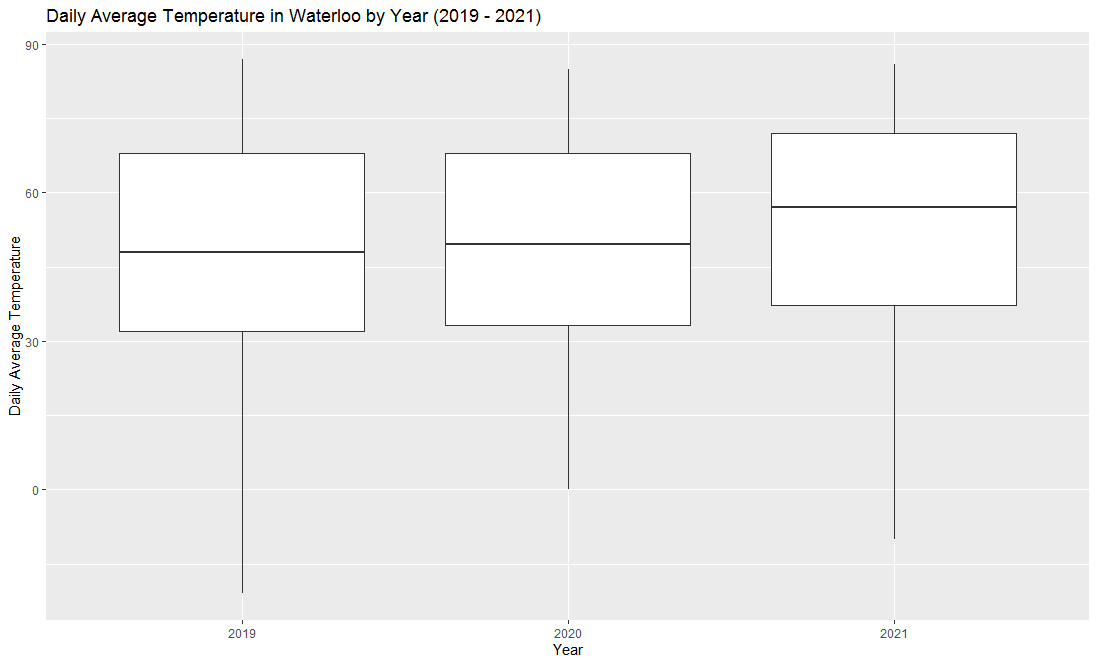 Daily Average Temperature in Waterloo by Year (2019 - 2021)
Daily Average Temperature
90
60
30
0
2019 2020 2021
Year